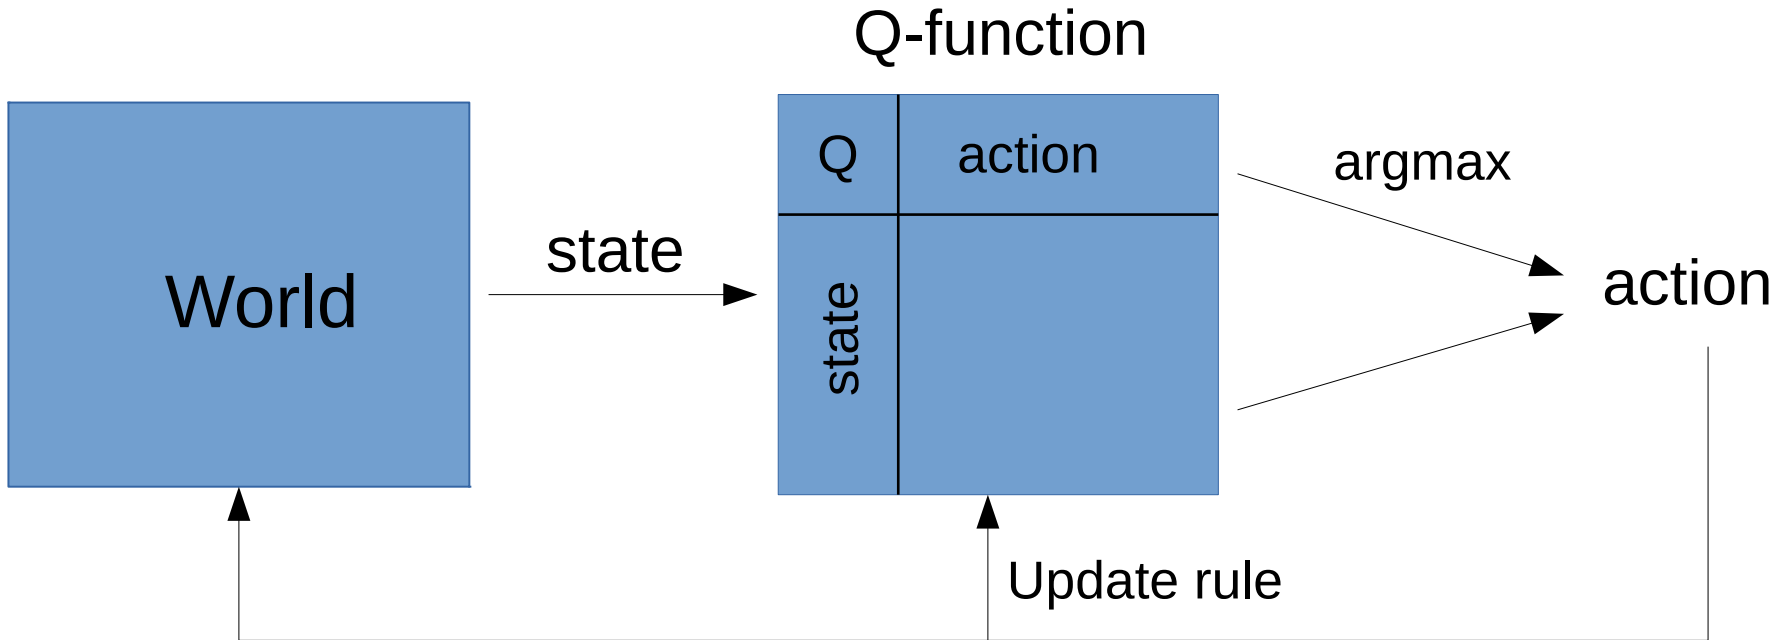 Q-function
World
state
Q
action
state
argmax
action
Update rule